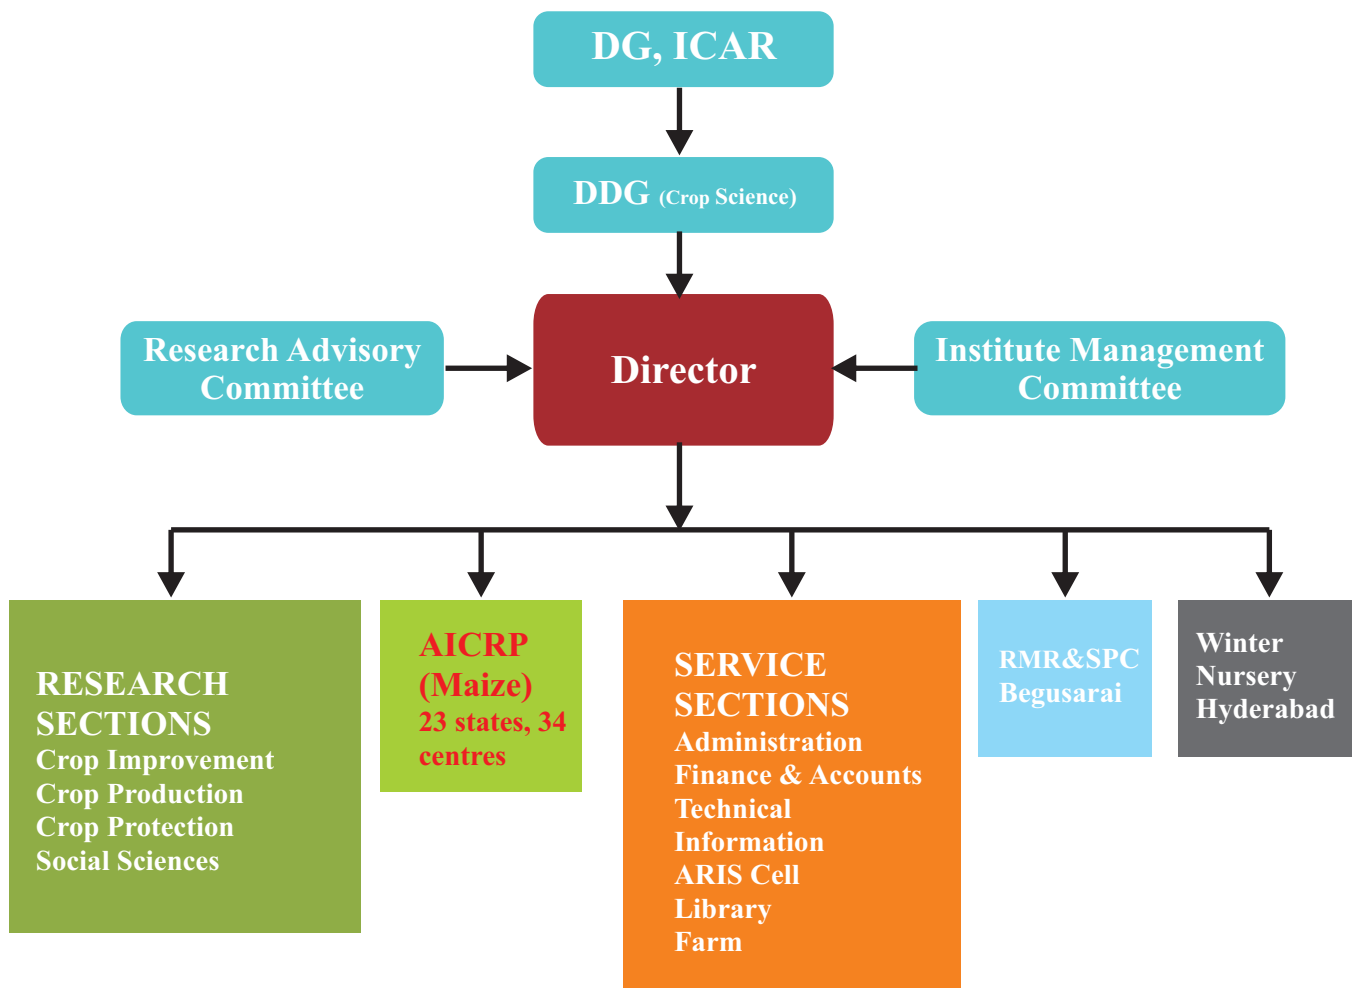 DG, ICAR
DDG (Crop Science)
Research Advisory
Committee
Director
Institute Management
Committee
RESEARCH
SECTIONS
Crop Improvement
Crop Production
Crop Protection
Social Sciences
AICRP
(Maize)
23 states, 34
centres
SERVICE
SECTIONS
Administration
Finance & Accounts
Technical
Information
ARIS Cell
Library
Farm
RMR&SPC
Begusarai
Winter
Nursery
Hyderabad